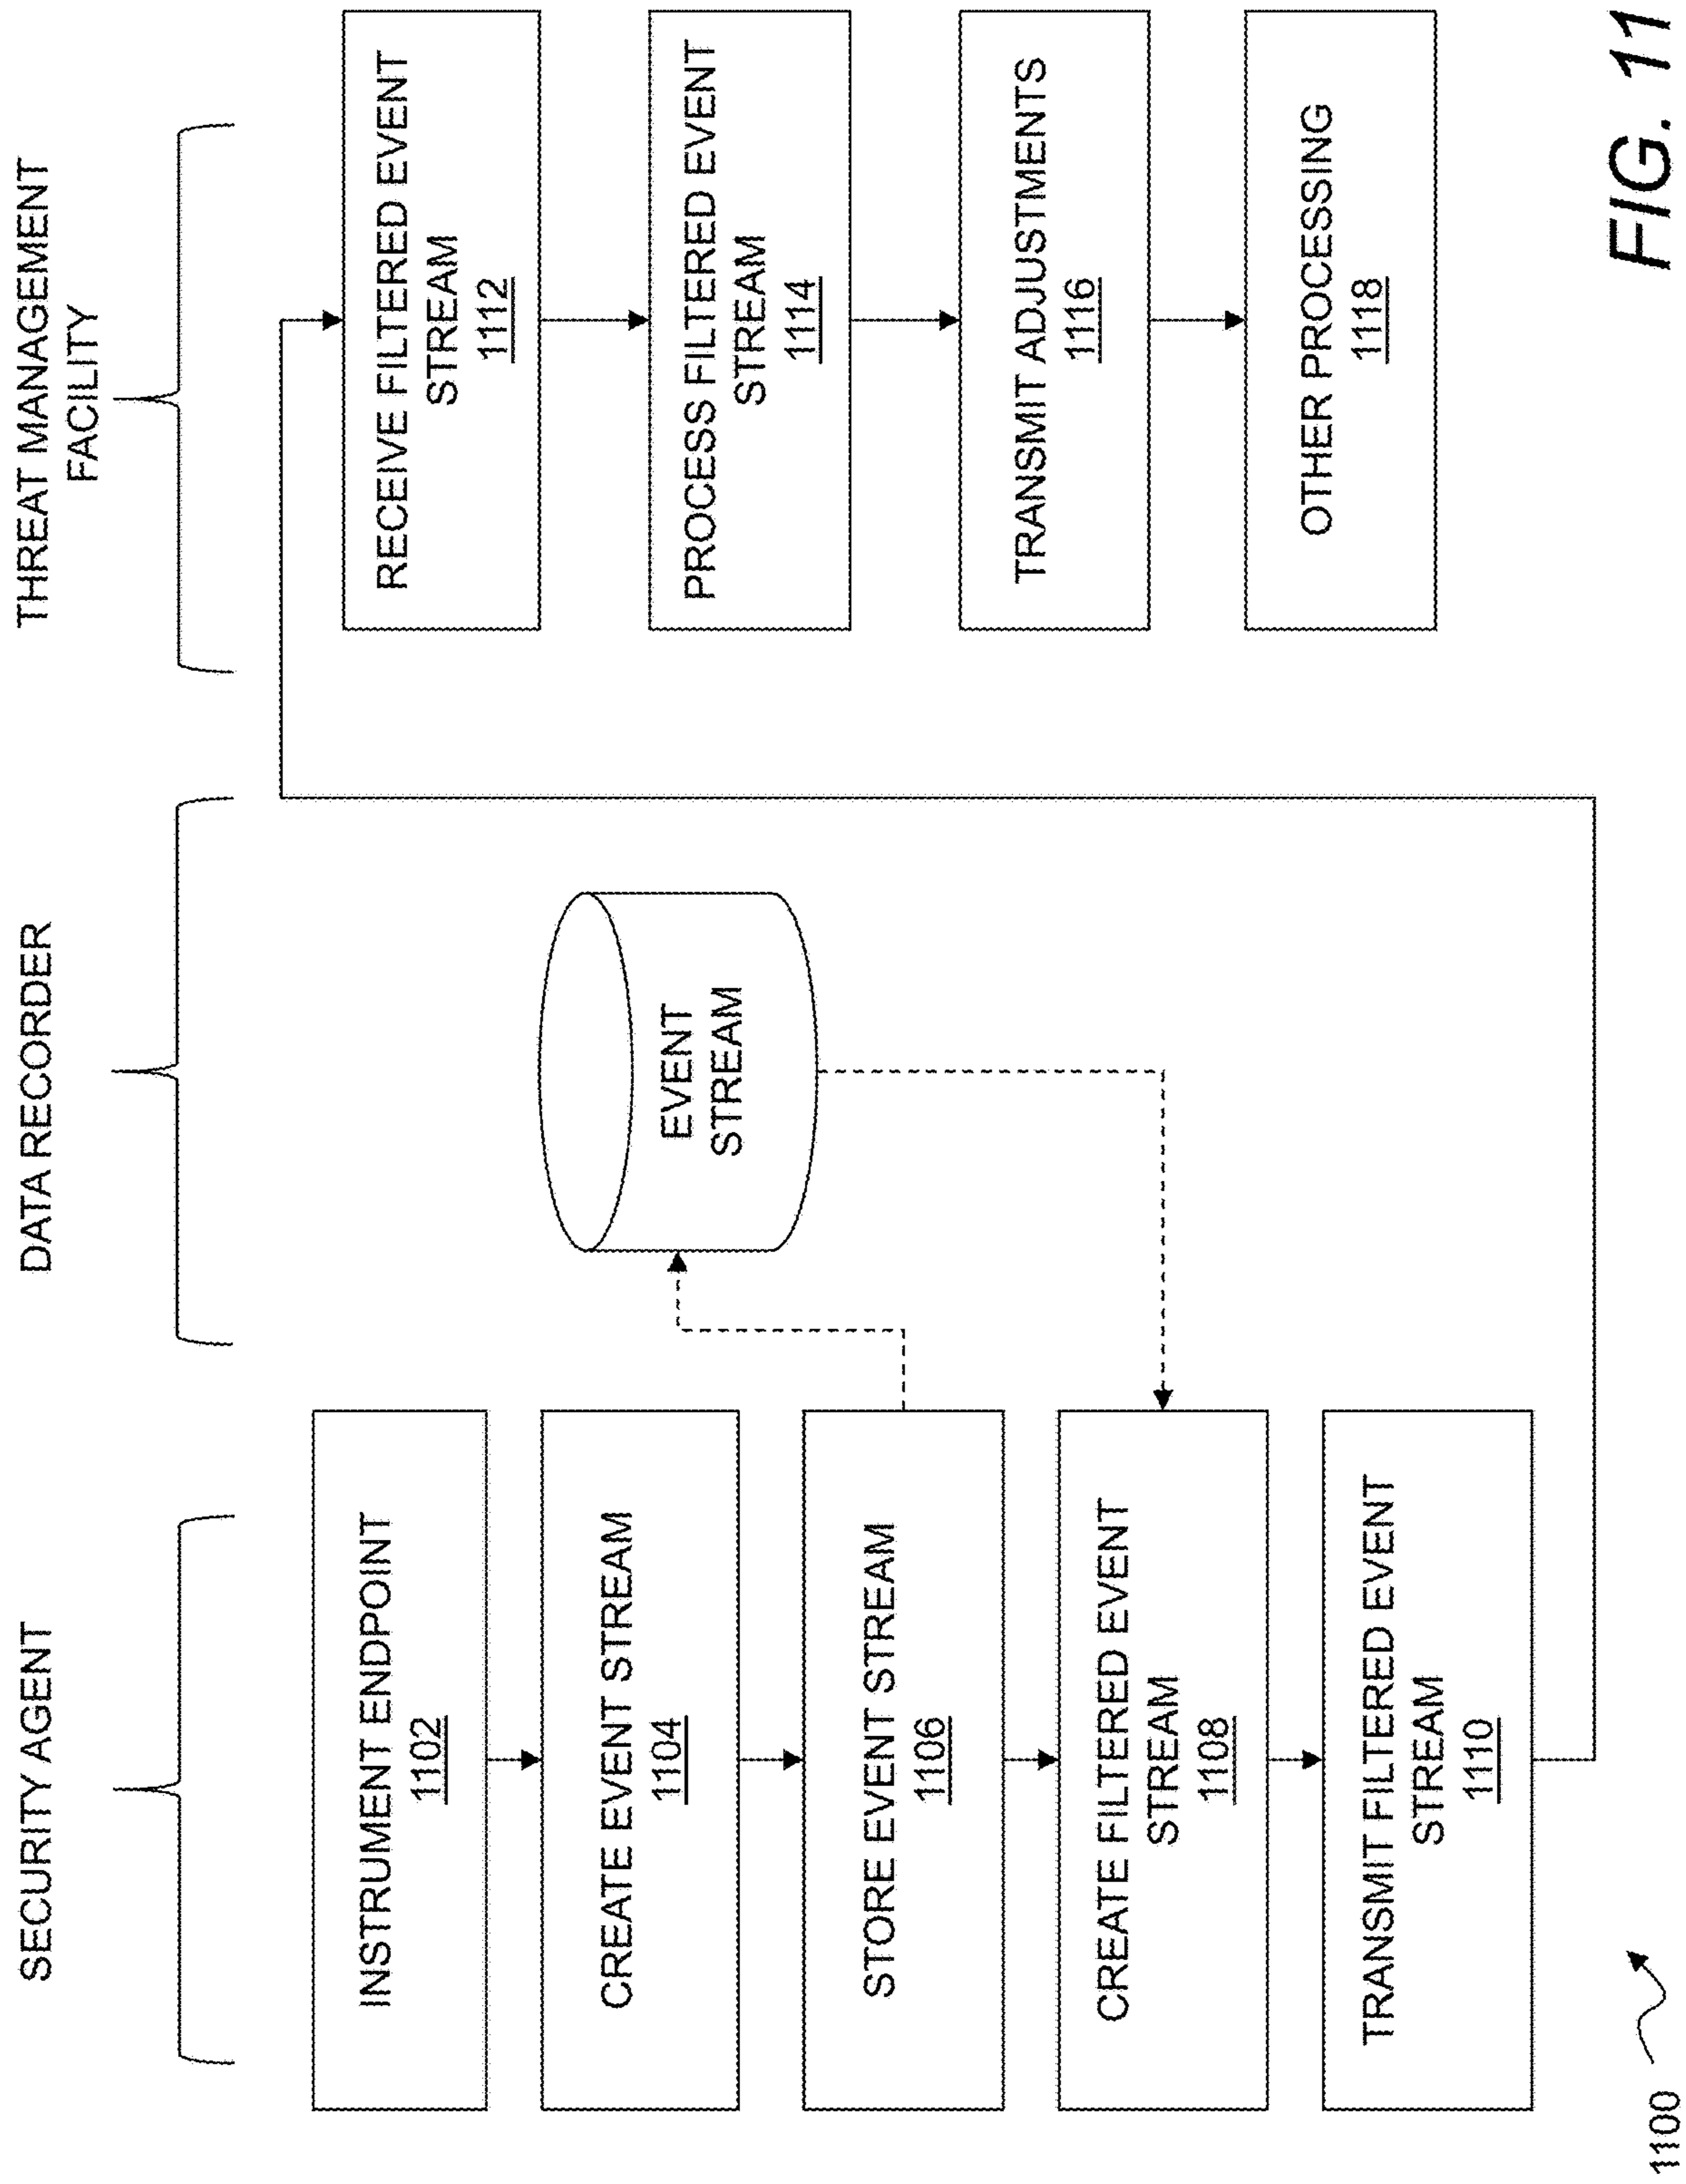 SECURITY AGENT
INSTRUMENT ENDPOINT
1102
CREATE EVENT STREAM
1104
STORE EVENT STREAM
1106
CREATE FILTERED EVENT
STREAM
1108
TRANSMIT FILTERED EVENT
STREAM
1110
DATA RECORDER
EVENT
STREAM
THREAT MANAGEMENT
FACILITY
RECEIVE FILTERED EVENT
STREAM
1112
PROCESS FILTERED EVENT
STREAM
1114
TRANSMIT ADJUSTMENTS
1116
OTHER PROCESSING
1118
1100
FIG. 11